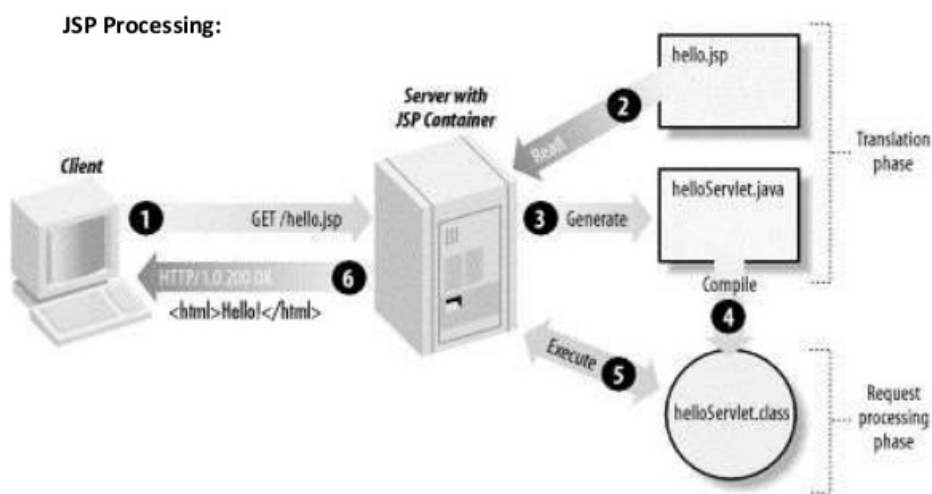 JSP Processing:
hello.jsp
Server with
JSP Container
2
Read
Translation
phase
Client
helloServlet.java
1
GET /hello.jsp
3
Generate
HTTP/1.0 200 OK
6
<html>Hello!</html>
Compile
4
Execute
5
helloServlet.class
Request
processing
phase